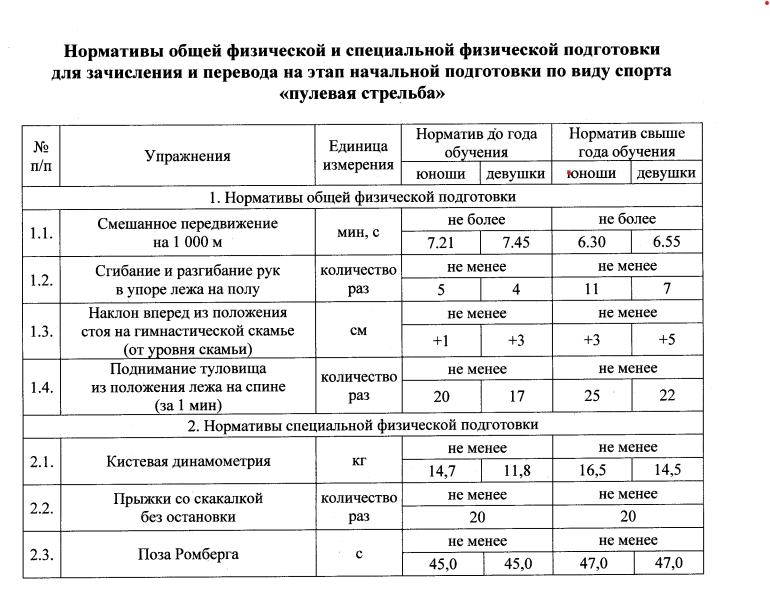 Нормативы общей физической и специальной физической подготовки
для зачисления и перевода на этап начальной подготовки по виду спорта
«пулевая стрельба»
№ п/п | Упражнения | Единица измерения | Норматив до года обучения | Норматив свыше года обучения
юноши | девушки | юноши | девушки
1. Нормативы общей физической подготовки
1.1. | Смешанное передвижение на 1 000 м | мин, с | не более | не более
7.21 | 7.45 | 6.30 | 6.55
1.2. | Сгибание и разгибание рук в упоре лежа на полу | количество раз | не менее | не менее
5 | 4 | 11 | 7
1.3. | Наклон вперед из положения стоя на гимнастической скамье (от уровня скамьи) | см | не менее | не менее
+1 | +3 | +3 | +5
1.4. | Поднимание туловища из положения лежа на спине (за 1 мин) | количество раз | не менее | не менее
20 | 17 | 25 | 22
2. Нормативы специальной физической подготовки
2.1. | Кистевая динамометрия | кг | не менее | не менее
14,7 | 11,8 | 16,5 | 14,5
2.2. | Прыжки со скакалкой без остановки | количество раз | не менее | не менее
20 | 20
2.3. | Поза Ромберга | с | не менее | не менее
45,0 | 45,0 | 47,0 | 47,0